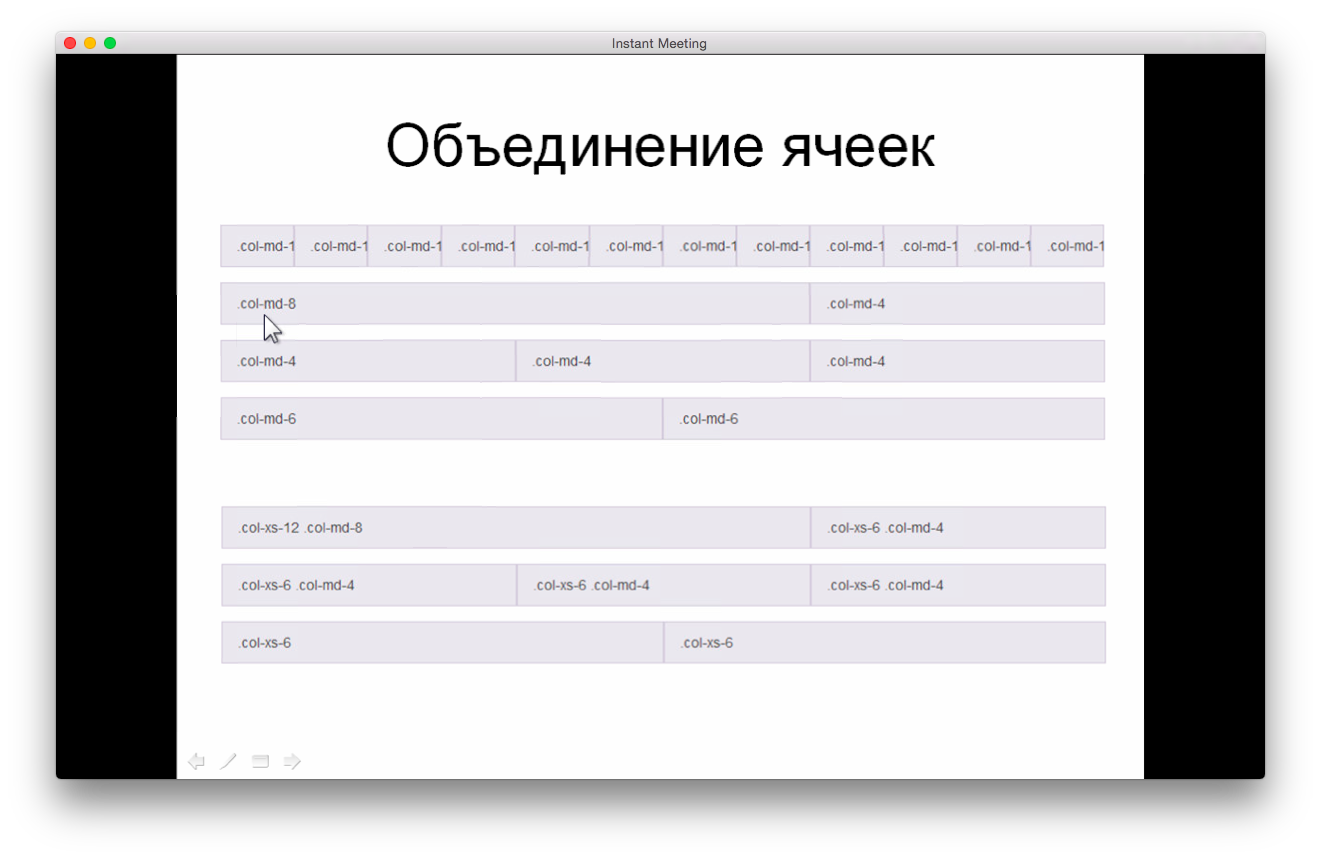 Instant Meeting
Объединение ячеек
.col-md-1 .col-md-1 .col-md-1 .col-md-1 .col-md-1 .col-md-1 .col-md-1 .col-md-1 .col-md-1 .col-md-1 .col-md-1 .col-md-1
.col-md-8 .col-md-4
.col-md-4 .col-md-4 .col-md-4
.col-md-6 .col-md-6
.col-xs-12 .col-md-8 .col-xs-6 .col-md-4
.col-xs-6 .col-md-4 .col-xs-6 .col-md-4 .col-xs-6 .col-md-4
.col-xs-6 .col-xs-6